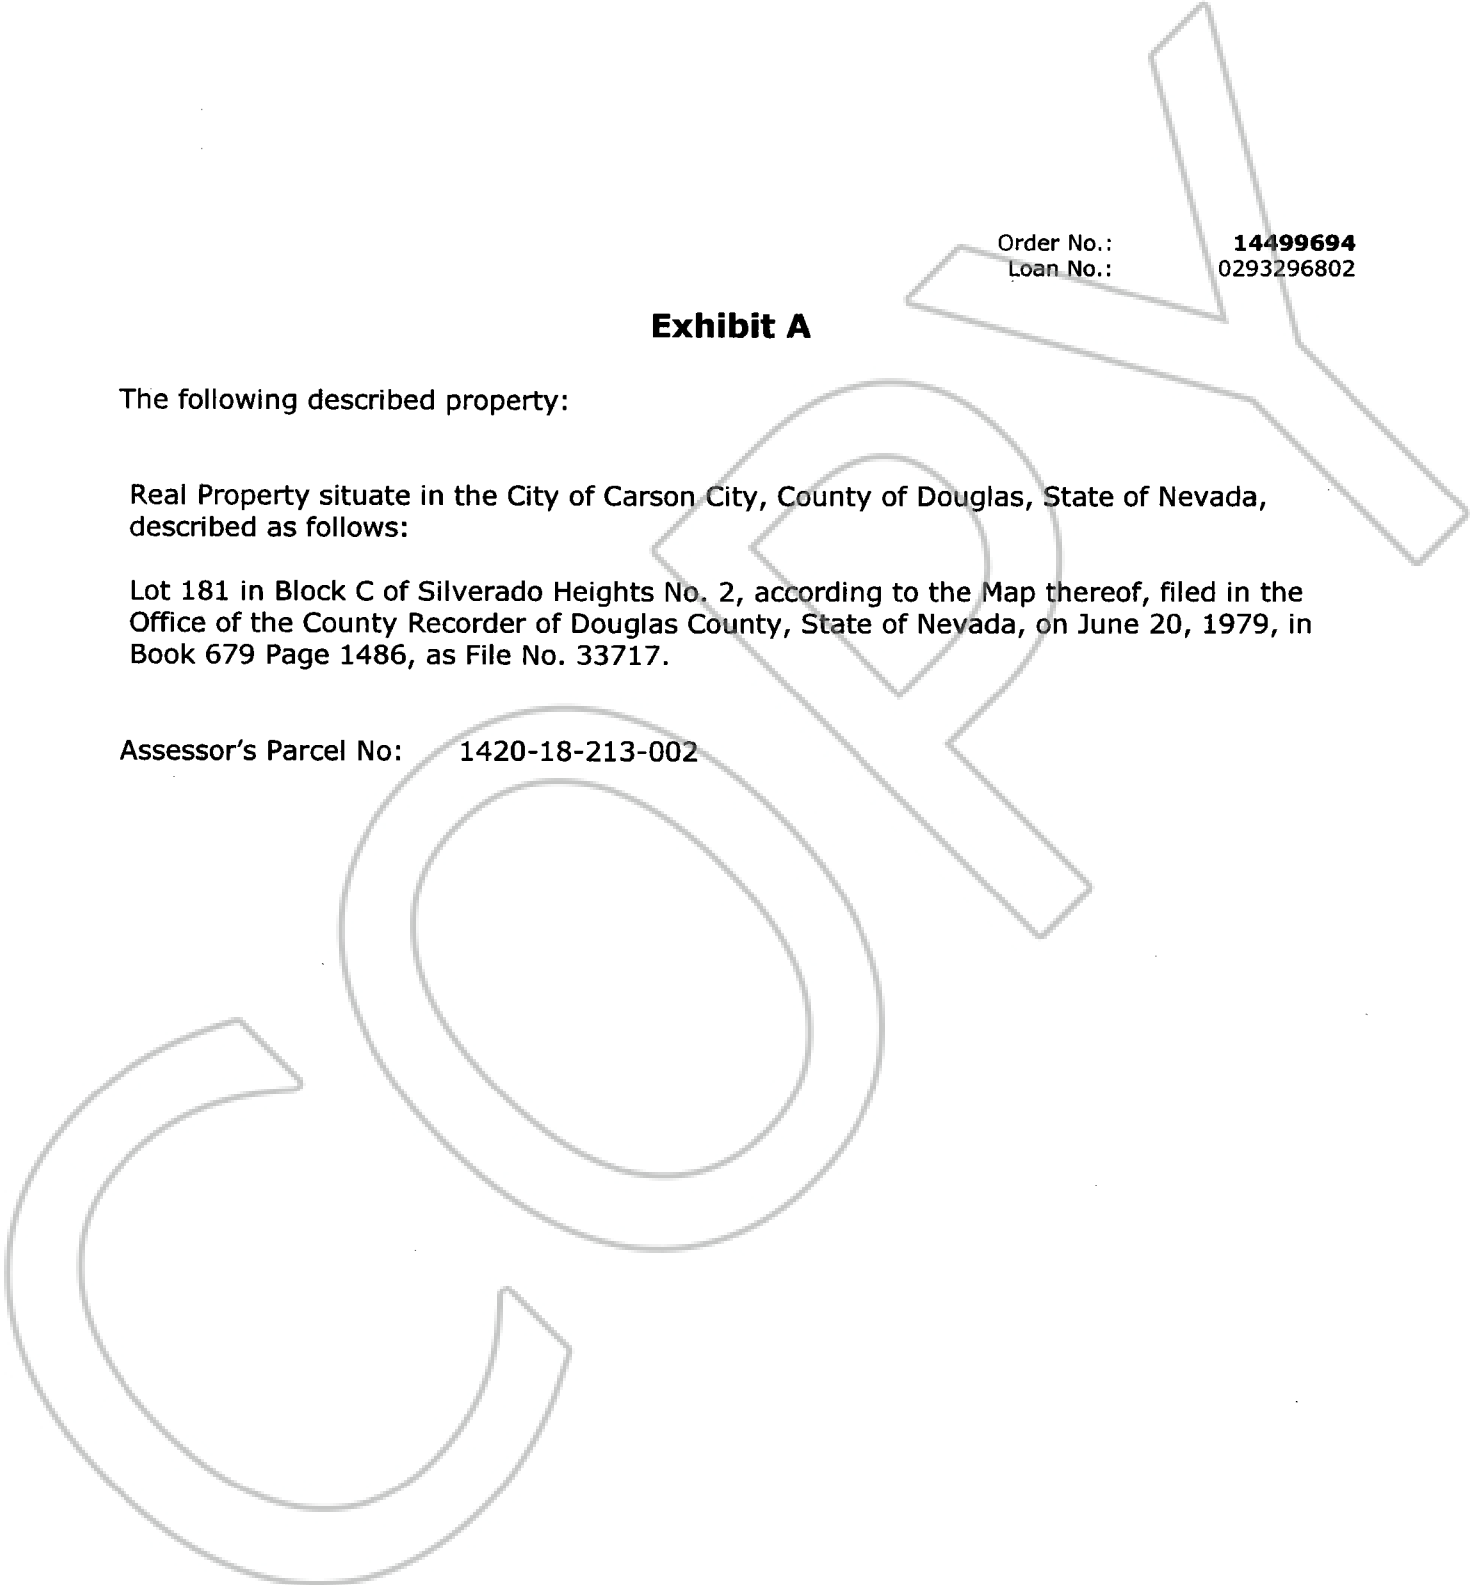 Order No.: 14499694
Loan No.: 0293296802
Exhibit A
The following described property:
Real Property situate in the City of Carson City, County of Douglas, State of Nevada,
described as follows:
Lot 181 in Block C of Silverado Heights No. 2, according to the Map thereof, filed in the
Office of the County Recorder of Douglas County, State of Nevada, on June 20, 1979, in
Book 679 Page 1486, as File No. 33717.
Assessor's Parcel No: 1420-18-213-002
COPY